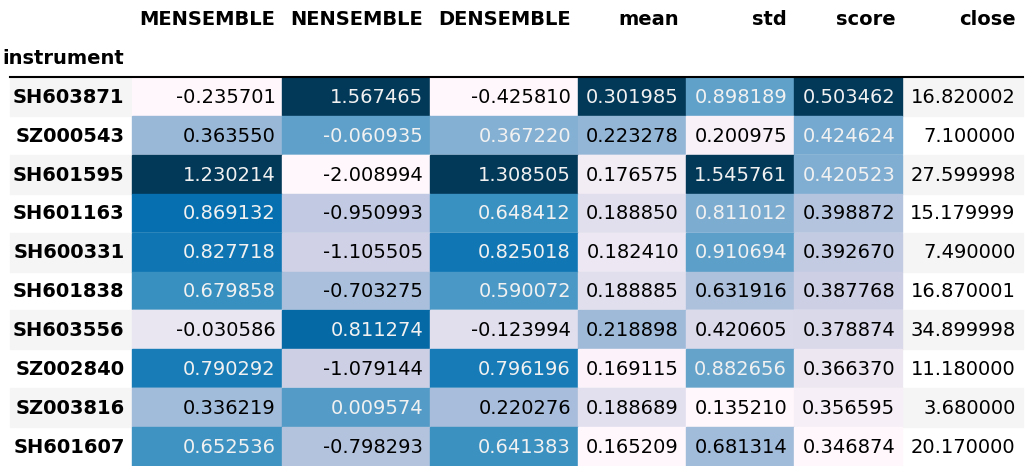 MENSEMBLE NENSEMBLE DENSEMBLE mean std score close
instrument
SH603871 -0.235701 1.567465 -0.425810 0.301985 0.898189 0.503462 16.820002
SZ000543 0.363550 -0.060935 0.367220 0.223278 0.200975 0.424624 7.100000
SH601595 1.230214 -2.008994 1.308505 0.176575 1.545761 0.420523 27.599998
SH601163 0.869132 -0.950993 0.648412 0.188850 0.811012 0.398872 15.179999
SH600331 0.827718 -1.105505 0.825018 0.182410 0.910694 0.392670 7.490000
SH601838 0.679858 -0.703275 0.590072 0.188885 0.631916 0.387768 16.870001
SH603556 -0.030586 0.811274 -0.123994 0.218898 0.420605 0.378874 34.899998
SZ002840 0.790292 -1.079144 0.796196 0.169115 0.882656 0.366370 11.180000
SZ003816 0.336219 0.009574 0.220276 0.188689 0.135210 0.356595 3.680000
SH601607 0.652536 -0.798293 0.641383 0.165209 0.681314 0.346874 20.170000